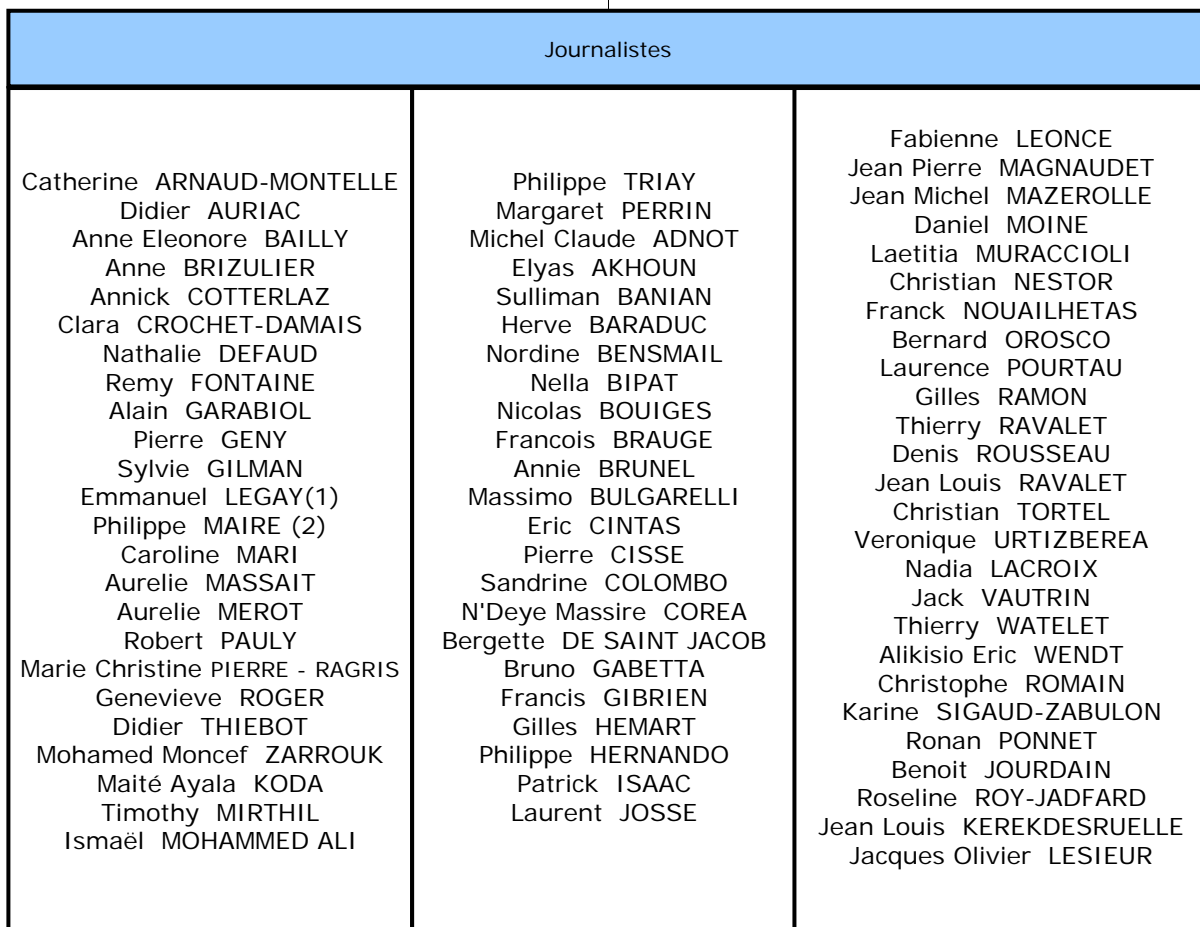 Journalistes
Catherine ARNAUD-MONTELLE
Didier AURIAC
Anne Eleonore BAILLY
Anne BRIZULIER
Annick COTTERLAZ
Clara CROCHET-DAMAIS
Nathalie DEFAUD
Remy FONTAINE
Alain GARABIOL
Pierre GENY
Sylvie GILMAN
Emmanuel LEGAY(1)
Philippe MAIRE (2)
Caroline MARI
Aurelie MASSAIT
Aurelie MEROT
Robert PAULY
Marie Christine PIERRE - RAGRIS
Genevieve ROGER
Didier THIEBOT
Mohamed Moncef ZARROUK
Maité Ayala KODA
Timothy MIRTHIL
Ismaël MOHAMMED ALI
Philippe TRIAY
Margaret PERRIN
Michel Claude ADNOT
Elyas AKHOUN
Sulliman BANIAN
Herve BARADUC
Nordine BENSMAIL
Nella BIPAT
Nicolas BOUIGES
Francois BRAUGE
Annie BRUNEL
Massimo BULGARELLI
Eric CINTAS
Pierre CISSE
Sandrine COLOMBO
N'Deye Massire COREA
Bergette DE SAINT JACOB
Bruno GABETTA
Francis GIBRIEN
Gilles HEMART
Philippe HERNANDO
Patrick ISAAC
Laurent JOSSE
Fabienne LEONCE
Jean Pierre MAGNAUDET
Jean Michel MAZEROLLE
Daniel MOINE
Laetitia MURACCIOLI
Christian NESTOR
Franck NOUAILHETAS
Bernard OROSCO
Laurence POURTAU
Gilles RAMON
Thierry RAVALET
Denis ROUSSEAU
Jean Louis RAVALET
Christian TORTEL
Veronique URTIZBEREA
Nadia LACROIX
Jack VAUTRIN
Thierry WATELET
Alikisio Eric WENDT
Christophe ROMAIN
Karine SIGAUD-ZABULON
Ronan PONNET
Benoit JOURDAIN
Roseline ROY-JADFARD
Jean Louis KEREKDESRUELLE
Jacques Olivier LESIEUR